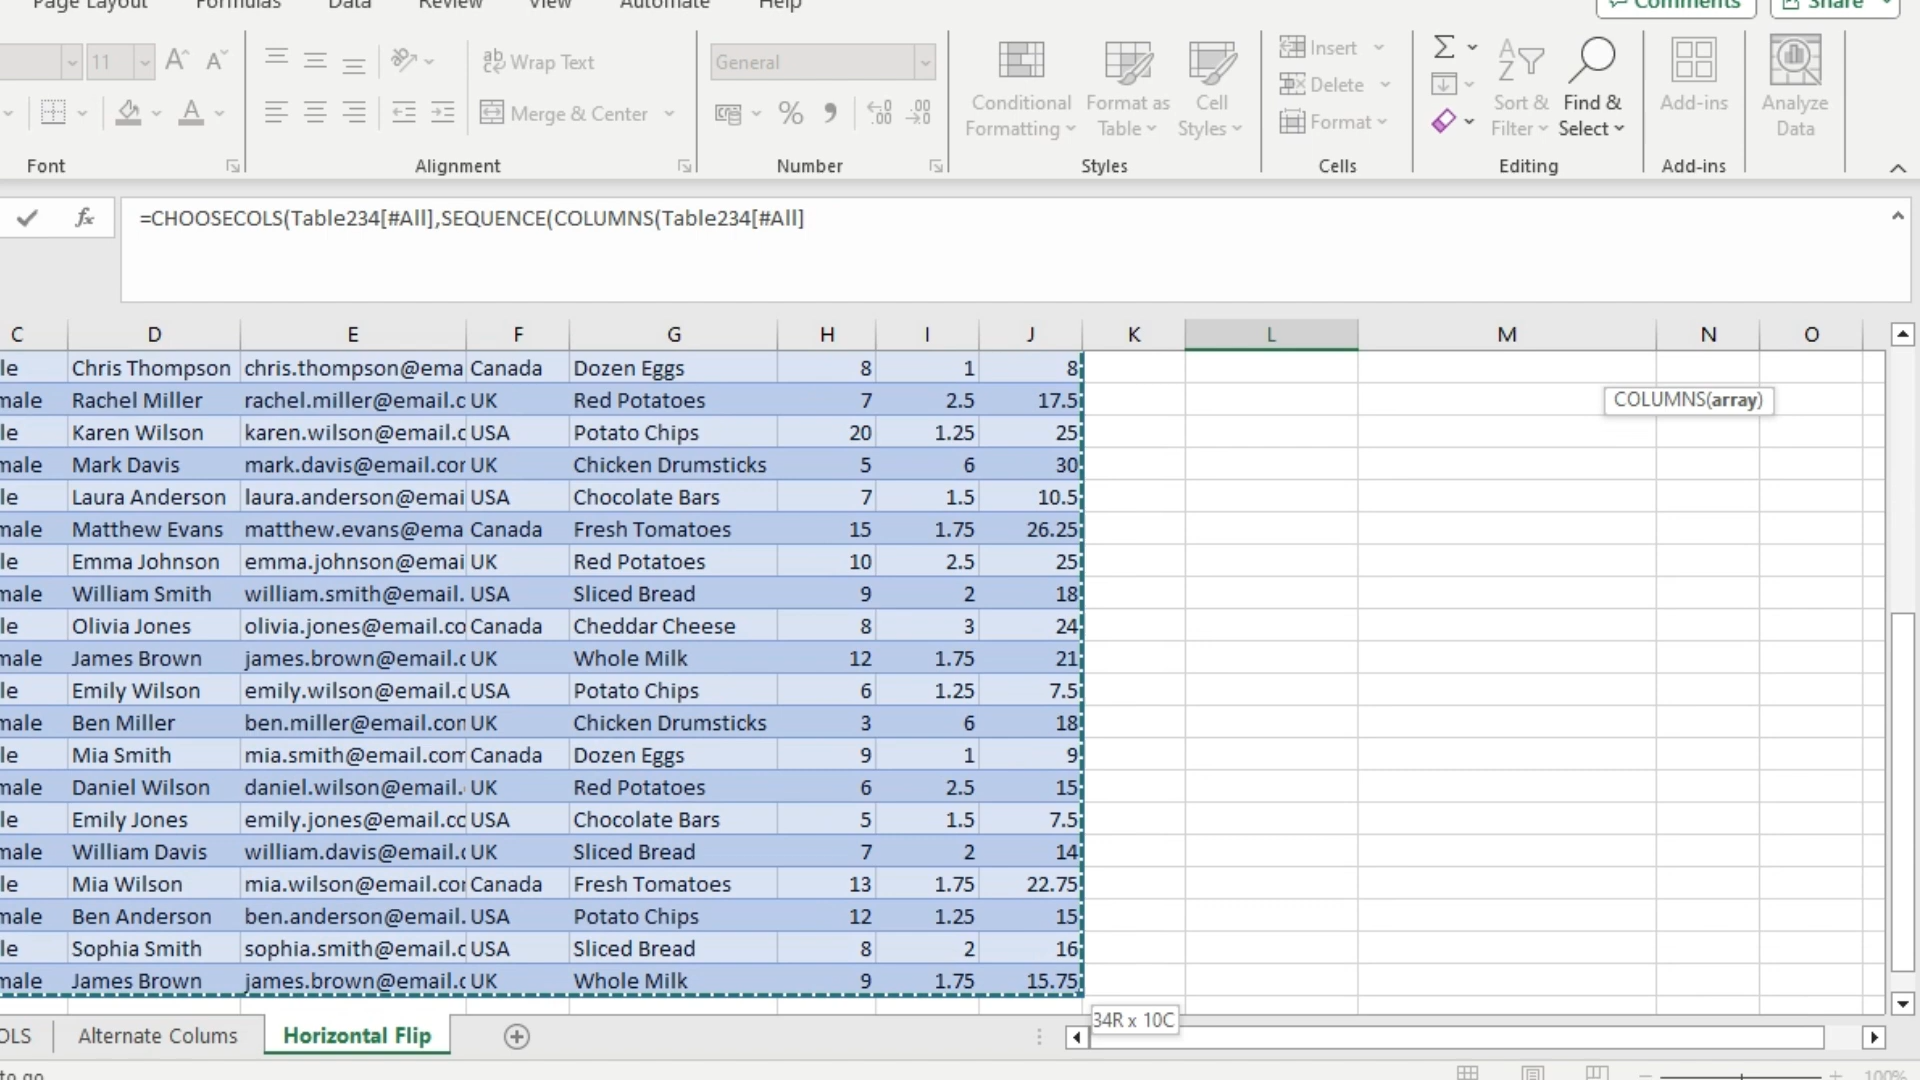 Page Layout Formulas Data Review View Automate Help Comments Share
11 Wrap Text General Insert
Conditional Format as Cell Delete Sort & Find & Add-ins Analyze
Merge & Center Formatting Table Styles Format Filter Select Data
Font Alignment Number Styles Cells Editing Add-ins
=CHOOSECOLS(Table234[#All],SEQUENCE(COLUMNS(Table234[#All]
C D E F G H I J K L M N O
le Chris Thompson chris.thompson@ema Canada Dozen Eggs 8 1 8
male Rachel Miller rachel.miller@email.c UK Red Potatoes 7 2.5 17.5
COLUMNS(array)
le Karen Wilson karen.wilson@email.c USA Potato Chips 20 1.25 25
male Mark Davis mark.davis@email.cor UK Chicken Drumsticks 5 6 30
le Laura Anderson laura.anderson@emai USA Chocolate Bars 7 1.5 10.5
male Matthew Evans matthew.evans@ema Canada Fresh Tomatoes 15 1.75 26.25
le Emma Johnson emma.johnson@emai UK Red Potatoes 10 2.5 25
male William Smith william.smith@email. USA Sliced Bread 9 2 18
le Olivia Jones olivia.jones@email.co Canada Cheddar Cheese 8 3 24
male James Brown james.brown@email.c UK Whole Milk 12 1.75 21
le Emily Wilson emily.wilson@email.c USA Potato Chips 6 1.25 7.5
male Ben Miller ben.miller@email.con UK Chicken Drumsticks 3 6 18
le Mia Smith mia.smith@email.com Canada Dozen Eggs 9 1 9
male Daniel Wilson daniel.wilson@email. UK Red Potatoes 6 2.5 15
le Emily Jones emily.jones@email.cc USA Chocolate Bars 5 1.5 7.5
male William Davis william.davis@email.c UK Sliced Bread 7 2 14
le Mia Wilson mia.wilson@email.cor Canada Fresh Tomatoes 13 1.75 22.75
male Ben Anderson ben.anderson@email. USA Potato Chips 12 1.25 15
le Sophia Smith sophia.smith@email.c USA Sliced Bread 8 2 16
male James Brown james.brown@email.c UK Whole Milk 9 1.75 15.75
34R x 10C
OLS Alternate Colums Horizontal Flip
to go 100%